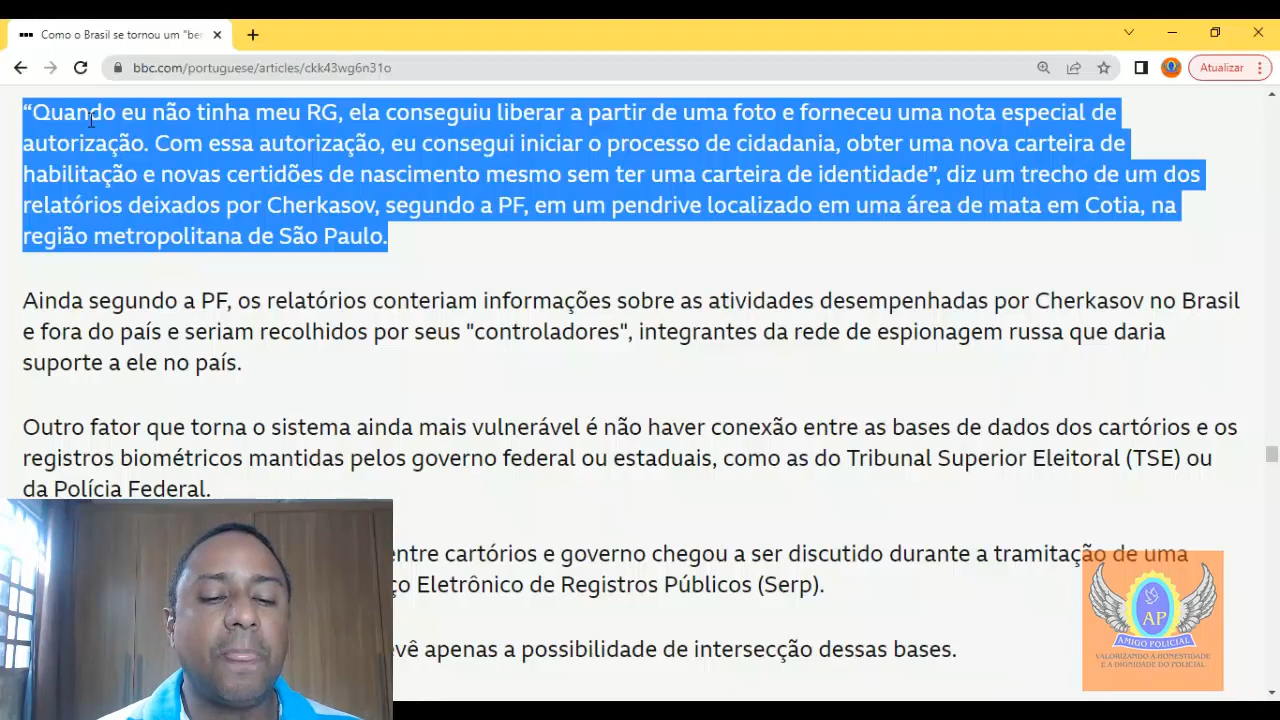 Como o Brasil se tornou um "ber
bbc.com/portuguese/articles/ckk43wg6n31o
Atualizar
“Quando eu não tinha meu RG, ela conseguiu liberar a partir de uma foto e forneceu uma nota especial de
autorização. Com essa autorização, eu consegui iniciar o processo de cidadania, obter uma nova carteira de
habilitação e novas certidões de nascimento mesmo sem ter uma carteira de identidade”, diz um trecho de um dos
relatórios deixados por Cherkasov, segundo a PF, em um pendrive localizado em uma área de mata em Cotia, na
região metropolitana de São Paulo.
Ainda segundo a PF, os relatórios conteriam informações sobre as atividades desempenhadas por Cherkasov no Brasil
e fora do país e seriam recolhidos por seus "controladores", integrantes da rede de espionagem russa que daria
suporte a ele no país.
Outro fator que torna o sistema ainda mais vulnerável é não haver conexão entre as bases de dados dos cartórios e os
registros biométricos mantidas pelos governo federal ou estaduais, como as do Tribunal Superior Eleitoral (TSE) ou
da Polícia Federal.
entre cartórios e governo chegou a ser discutido durante a tramitação de uma
ço Eletrônico de Registros Públicos (Serp).
evê apenas a possibilidade de intersecção dessas bases.
AP
AMIGO POLICIAL
VALORIZANDO A HONESTIDADE
E A DIGNIDADE DO POLICIAL